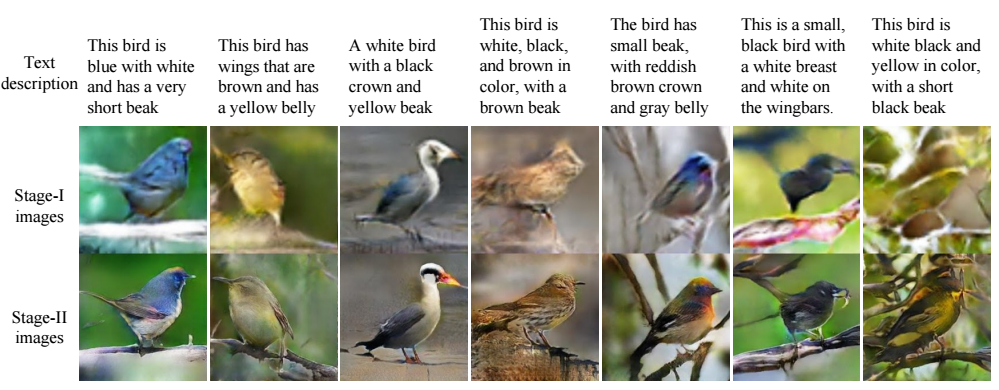 Text
description
This bird is
blue with white
and has a very
short beak
This bird has
wings that are
brown and has
a yellow belly
A white bird
with a black
crown and
yellow beak
This bird is
white, black,
and brown in
color, with a
brown beak
The bird has
small beak,
with reddish
brown crown
and gray belly
This is a small,
black bird with
a white breast
and white on
the wingbars.
This bird is
white black and
yellow in color,
with a short
black beak
Stage-I
images
Stage-II
images